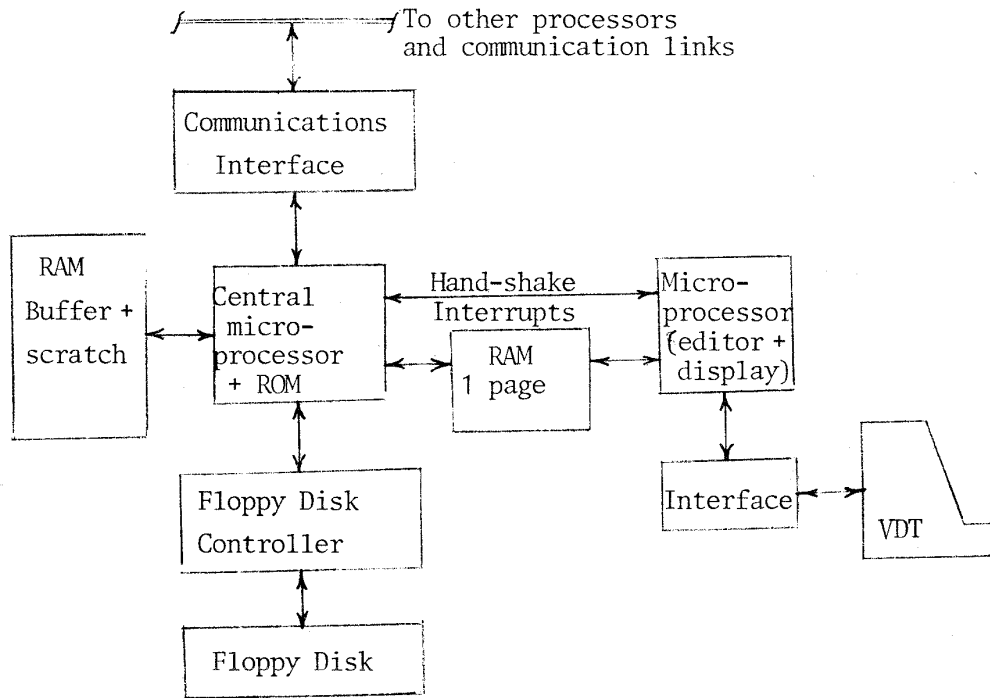 To other processors
and communication links
Communications
Interface
RAM
Buffer +
scratch
Central
micro-
processor
+ ROM
Hand-shake
Interrupts
RAM
1 page
Micro-
processor
(editor +
display)
Floppy Disk
Controller
Interface
VDT
Floppy Disk